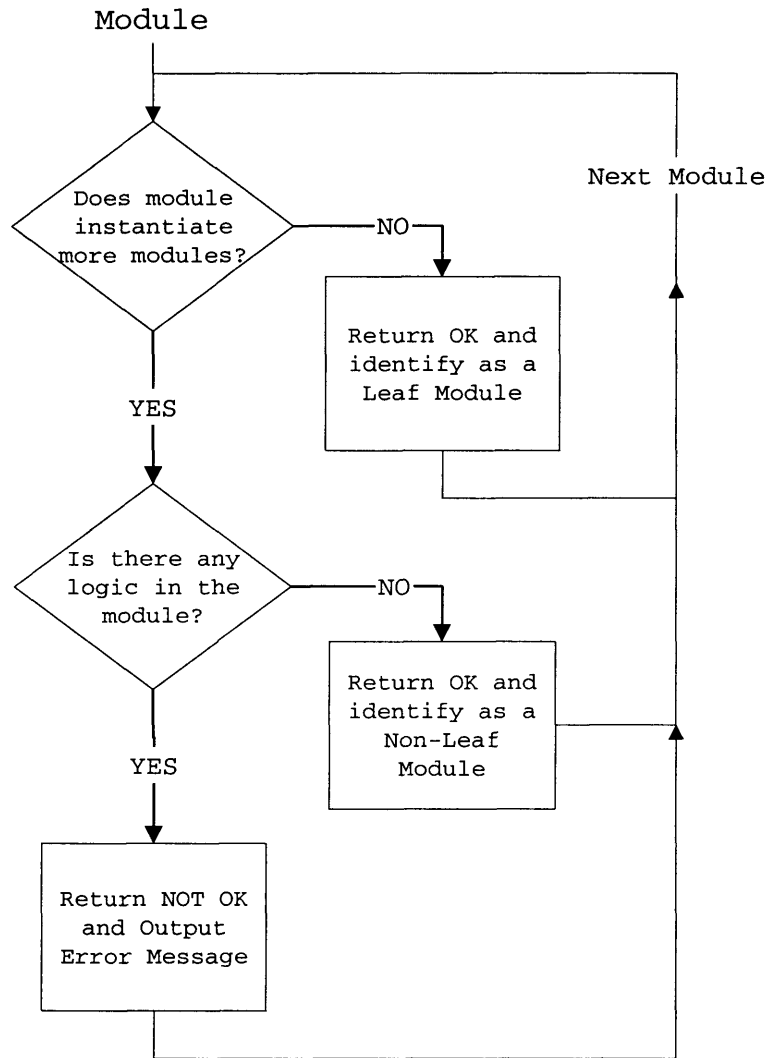 Module
Next Module
Does module
instantiate
more modules?
NO
Return OK and
identify as a
Leaf Module
YES
Is there any
logic in the
module?
NO
Return OK and
identify as a
Non-Leaf
Module
YES
Return NOT OK
and Output
Error Message